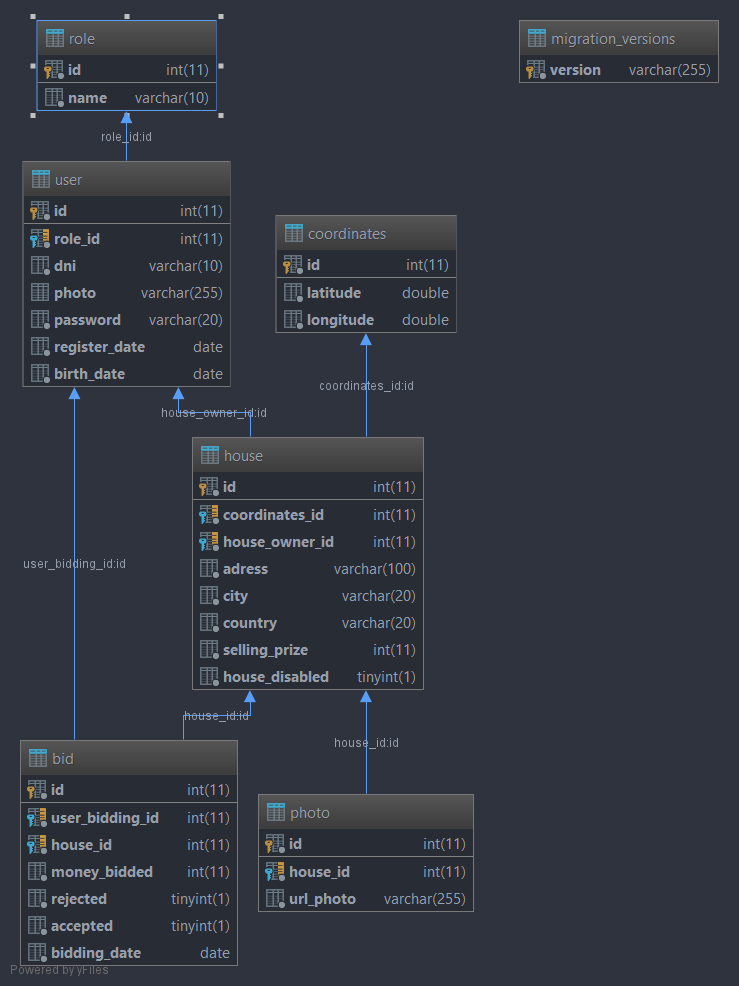 role
id int(11)
name varchar(10)
migration_versions
version varchar(255)
role_id:id
user
id int(11)
role_id int(11)
dni varchar(10)
photo varchar(255)
password varchar(20)
register_date date
birth_date date
coordinates
id int(11)
latitude double
longitude double
coordinates_id:id
house_owner_id:id
house
id int(11)
coordinates_id int(11)
house_owner_id int(11)
adress varchar(100)
city varchar(20)
country varchar(20)
selling_prize int(11)
house_disabled tinyint(1)
user_bidding_id:id
house_id:id
house_id:id
bid
id int(11)
user_bidding_id int(11)
house_id int(11)
money_bidded int(11)
rejected tinyint(1)
accepted tinyint(1)
bidding_date date
photo
id int(11)
house_id int(11)
url_photo varchar(255)
Powered by yFiles